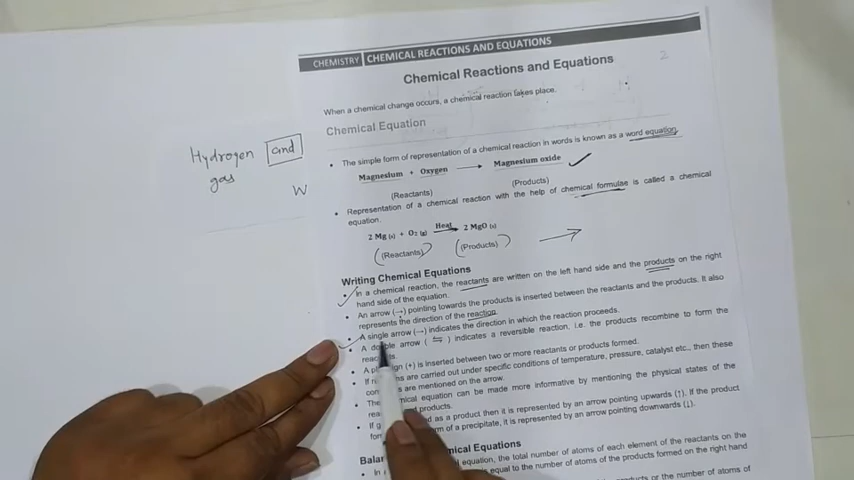 CHEMISTRY CHEMICAL REACTIONS AND EQUATIONS
2
Chemical Reactions and Equations
When a chemical change occurs, a chemical reaction takes place.
Chemical Equation
Hydrogen and
gas
W
• The simple form of representation of a chemical reaction in words is known as a word equation.
Magnesium + Oxygen → Magnesium oxide
(Reactants) (Products)
• Representation of a chemical reaction with the help of chemical formulae is called a chemical
equation.
2 Mg (s) + O2 (g) Heat→ 2 MgO (s)
(Reactants) (Products)
Writing Chemical Equations
• In a chemical reaction, the reactants are written on the left hand side and the products on the right
hand side of the equation.
• An arrow (→) pointing towards the products is inserted between the reactants and the products. It also
represents the direction of the reaction.
• A single arrow (→) indicates the direction in which the reaction proceeds.
• A double arrow ( ⇋ ) indicates a reversible reaction, i.e. the products recombine to form the
• sign (+) is inserted between two or more reactants or products formed.
• are carried out under specific conditions of temperature, pressure, catalyst etc., then these
are mentioned on the arrow.
• The equation can be made more informative by mentioning the physical states of the
products.
• If as a product then it is represented by an arrow pointing upwards (↑). If the product
of a precipitate, it is represented by an arrow pointing downwards (↓).
Equations
• equation, the total number of atoms of each element of the reactants on the
is equal to the number of atoms of the products formed on the right hand
products or the number of atoms of